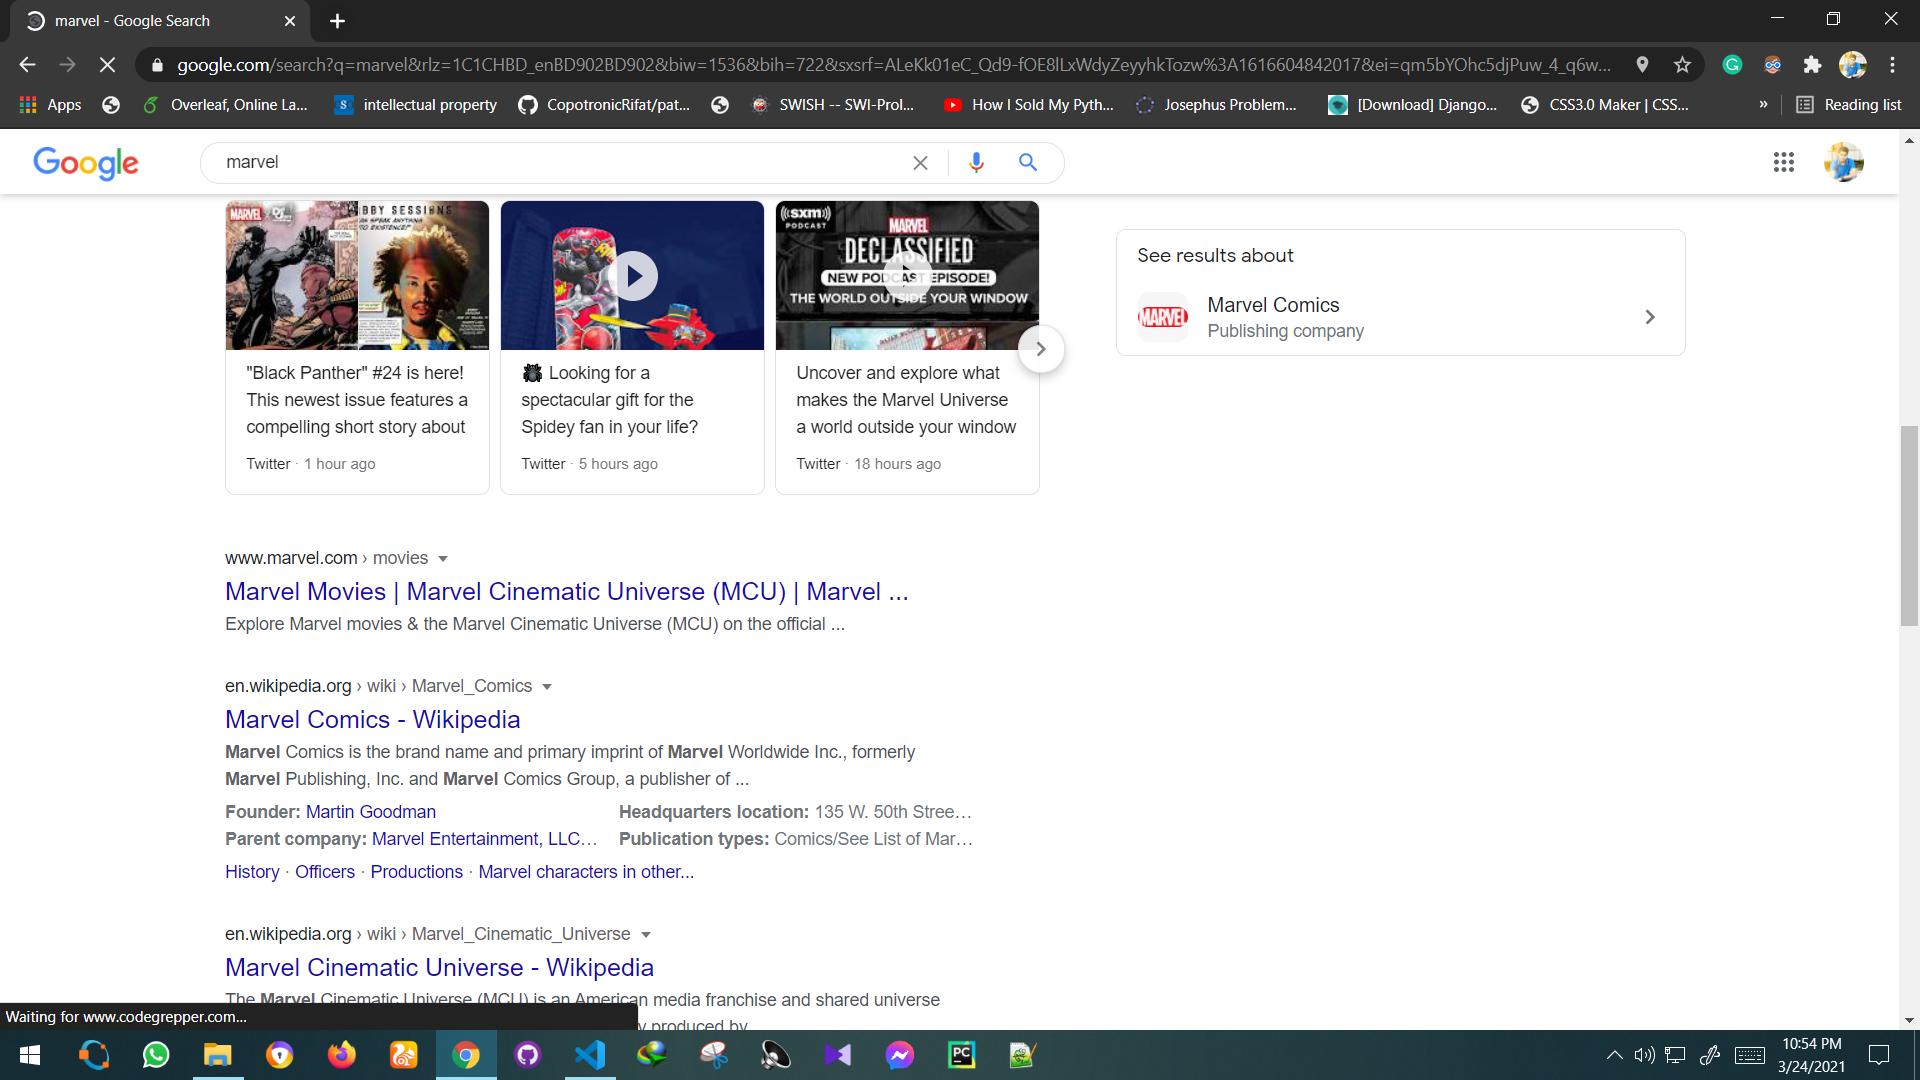 marvel - Google Search
google.com/search?q=marvel&rlz=1C1CHBD_enBD902BD902&biw=1536&bih=722&sxsrf=ALeKk01eC_Qd9-fOE8lLxWdyZeyyhkTozw%3A1616604842017&ei=qm5bYOhc5djPuw_4_q6w...
Apps
Overleaf, Online La...
intellectual property
CopotronicRifat/pat...
SWISH -- SWI-Prol...
How I Sold My Pyth...
Josephus Problem...
[Download] Django...
CSS3.0 Maker | CSS...
»
Reading list
Google
marvel
MARVEL
BBY SESSIONS
((sxm))
PODCAST
MARVEL
DECLASSIFIED
NEW PODCAST EPISODE!
THE WORLD OUTSIDE YOUR WINDOW
"Black Panther" #24 is here!
This newest issue features a
compelling short story about
Twitter · 1 hour ago
Looking for a
spectacular gift for the
Spidey fan in your life?
Twitter · 5 hours ago
Uncover and explore what
makes the Marvel Universe
a world outside your window
Twitter · 18 hours ago
See results about
MARVEL
Marvel Comics
Publishing company
www.marvel.com › movies
Marvel Movies | Marvel Cinematic Universe (MCU) | Marvel ...
Explore Marvel movies & the Marvel Cinematic Universe (MCU) on the official ...
en.wikipedia.org › wiki › Marvel_Comics
Marvel Comics - Wikipedia
Marvel Comics is the brand name and primary imprint of Marvel Worldwide Inc., formerly
Marvel Publishing, Inc. and Marvel Comics Group, a publisher of ...
Founder: Martin Goodman
Headquarters location: 135 W. 50th Stree...
Parent company: Marvel Entertainment, LLC...
Publication types: Comics/See List of Mar...
History · Officers · Productions · Marvel characters in other...
en.wikipedia.org › wiki › Marvel_Cinematic_Universe
Marvel Cinematic Universe - Wikipedia
The Marvel Cinematic Universe (MCU) is an American media franchise and shared universe
y produced by
Waiting for www.codegrepper.com...
PC
10:54 PM
3/24/2021